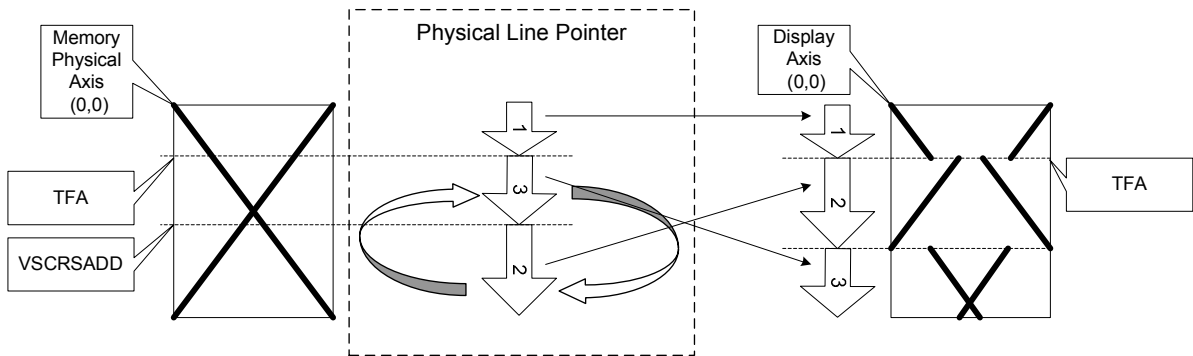 Memory
Physical
Axis
(0,0)
TFA
VSCRSADD
Physical Line Pointer
1
3
2
Display
Axis
(0,0)
1
2
3
TFA